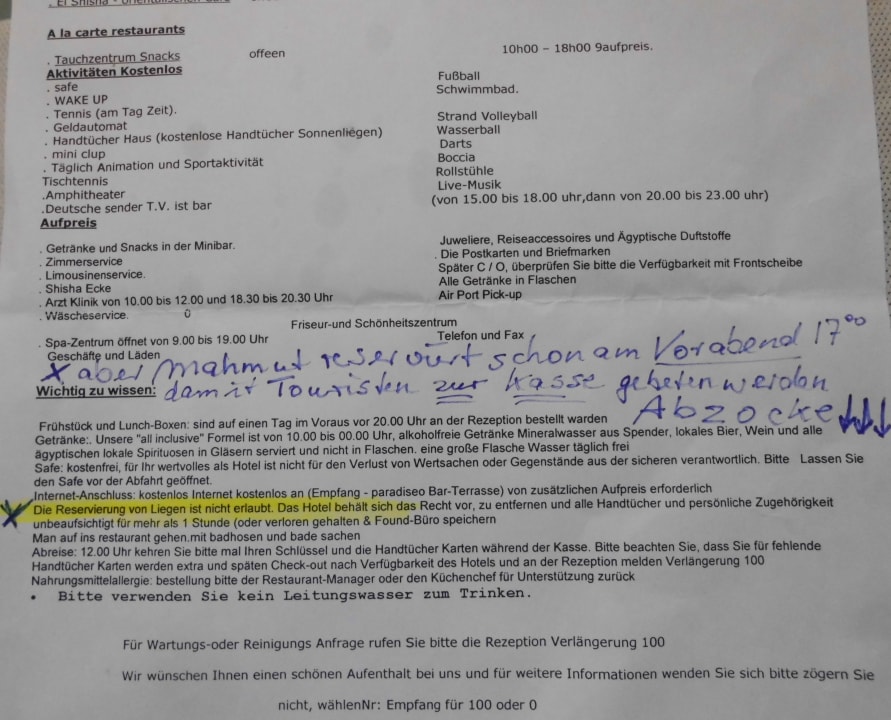 . El Shisha - orientalischen
A la carte restaurants
. Tauchzentrum Snacks offeen 10h00 – 18h00 9aufpreis.
Aktivitäten Kostenlos
Fußball
. safe Schwimmbad.
. WAKE UP
. Tennis (am Tag Zeit). Strand Volleyball
. Geldautomat Wasserball
. Handtücher Haus (kostenlose Handtücher Sonnenliegen) Darts
. mini clup Boccia
. Täglich Animation und Sportaktivität Rollstühle
Tischtennis Live-Musik
.Amphitheater (von 15.00 bis 18.00 uhr,dann von 20.00 bis 23.00 uhr)
.Deutsche sender T.V. ist bar
Aufpreis
. Getränke und Snacks in der Minibar. Juweliere, Reiseaccessoires und Ägyptische Duftstoffe
. Zimmerservice . Die Postkarten und Briefmarken
. Limousinenservice. Später C / O, überprüfen Sie bitte die Verfügbarkeit mit Frontscheibe
. Shisha Ecke Alle Getränke in Flaschen
. Arzt Klinik von 10.00 bis 12.00 und 18.30 bis 20.30 Uhr Air Port Pick-up
. Wäscheservice. ü
Friseur-und Schönheitszentrum
. Spa-Zentrum öffnet von 9.00 bis 19.00 Uhr Telefon und Fax
Geschäfte und Läden
x aber Mahmut reserviert schon am Vorabend 17⁰⁰
Wichtig zu wissen: damit Touristen zur Kasse gebeten werden
Abzocke ↓↓↓
Frühstück und Lunch-Boxen: sind auf einen Tag im Voraus vor 20.00 Uhr an der Rezeption bestellt warden
Getränke:. Unsere "all inclusive" Formel ist von 10.00 bis 00.00 Uhr, alkoholfreie Getränke Mineralwasser aus Spender, lokales Bier, Wein und alle
ägyptischen lokale Spirituosen in Gläsern serviert und nicht in Flaschen. eine große Flasche Wasser täglich frei
Safe: kostenfrei, für Ihr wertvolles als Hotel ist nicht für den Verlust von Wertsachen oder Gegenstände aus der sicheren verantwortlich. Bitte Lassen Sie
den Safe vor der Abfahrt geöffnet.
Internet-Anschluss: kostenlos Internet kostenlos an (Empfang - paradiseo Bar-Terrasse) von zusätzlichen Aufpreis erforderlich
x Die Reservierung von Liegen ist nicht erlaubt. Das Hotel behält sich das Recht vor, zu entfernen und alle Handtücher und persönliche Zugehörigkeit
unbeaufsichtigt für mehr als 1 Stunde (oder verloren gehalten & Found-Büro speichern
Man auf ins restaurant gehen.mit badhosen und bade sachen
Abreise: 12.00 Uhr kehren Sie bitte mal Ihren Schlüssel und die Handtücher Karten während der Kasse. Bitte beachten Sie, dass Sie für fehlende
Handtücher Karten werden extra und späten Check-out nach Verfügbarkeit des Hotels und an der Rezeption melden Verlängerung 100
Nahrungsmittelallergie: bestellung bitte der Restaurant-Manager oder den Küchenchef für Unterstützung zurück
• Bitte verwenden Sie kein Leitungswasser zum Trinken.
Für Wartungs-oder Reinigungs Anfrage rufen Sie bitte die Rezeption Verlängerung 100
Wir wünschen Ihnen einen schönen Aufenthalt bei uns und für weitere Informationen wenden Sie sich bitte zögern Sie
nicht, wählenNr: Empfang für 100 oder 0